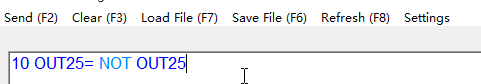 Send (F2) Clear (F3) Load File (F7) Save File (F6) Refresh (F8) Settings
10 OUT25= NOT OUT25